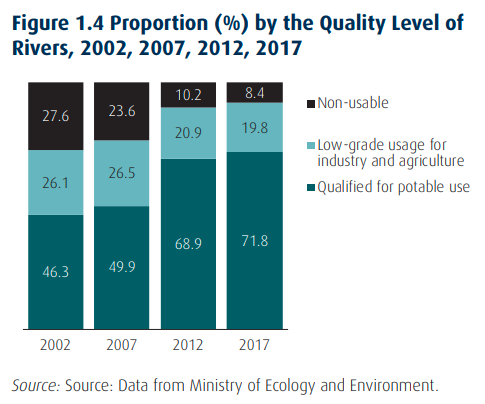 Figure 1.4 Proportion (%) by the Quality Level of
Rivers, 2002, 2007, 2012, 2017
27.6 23.6 10.2 8.4
26.1 26.5 20.9 19.8
46.3 49.9 68.9 71.8
2002 2007 2012 2017
Non-usable
Low-grade usage for
industry and agriculture
Qualified for potable use
Source: Source: Data from Ministry of Ecology and Environment.